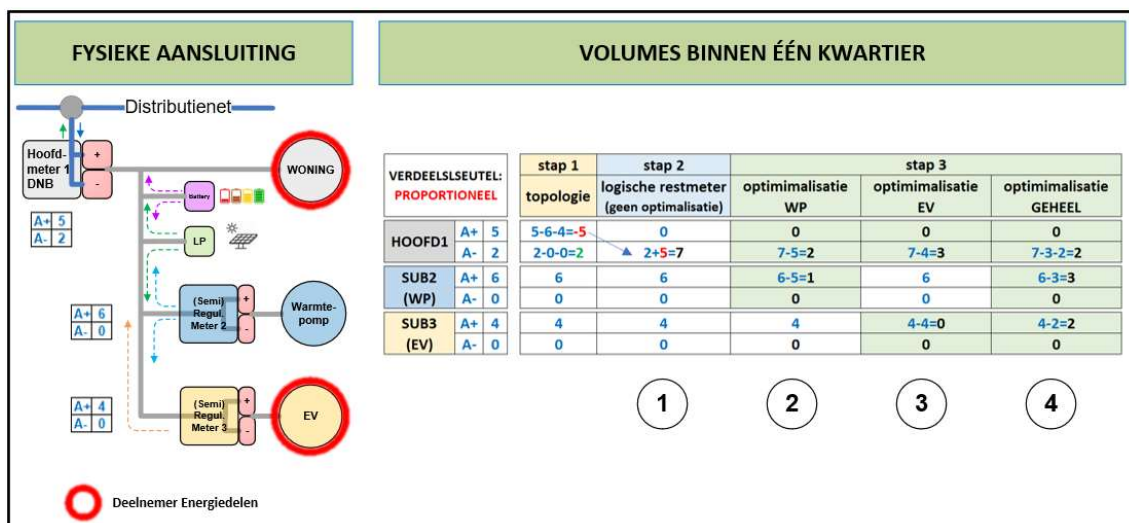 FYSIEKE AANSLUITING
VOLUMES BINNEN ÉÉN KWARTIER
Distributienet
Hoofd-
meter 1
DNB
+
-
WONING
Battery
LP
A+ 5
A- 2
(Semi)
Regul.
Meter 2
+
-
Warmte-
pomp
A+ 6
A- 0
(Semi)
Regul.
Meter 3
+
-
EV
A+ 4
A- 0
Deelnemer Energiedelen
VERDEELSLSEUTEL:
PROPORTIONEEL
stap 1 stap 2 stap 3
topologie
logische restmeter
(geen optimalisatie)
optimimalisatie
WP
optimimalisatie
EV
optimimalisatie
GEHEEL
HOOFD1 A+ 5 5-6-4=-5 0 0 0 0
A- 2 2-0-0=2 2+5=7 7-5=2 7-4=3 7-3-2=2
SUB2 A+ 6 6 6 6-5=1 6 6-3=3
(WP) A- 0 0 0 0 0 0
SUB3 A+ 4 4 4 4 4-4=0 4-2=2
(EV) A- 0 0 0 0 0 0
1 2 3 4